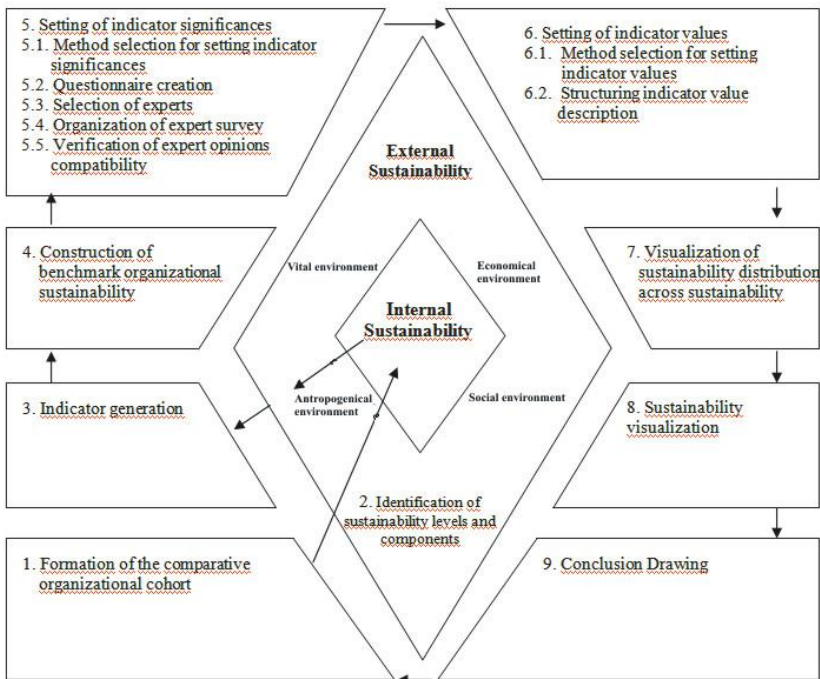 5. Setting of indicator significances
5.1. Method selection for setting indicator
significances
5.2. Questionnaire creation
5.3. Selection of experts
5.4. Organization of expert survey
5.5. Verification of expert opinions
compatibility
6. Setting of indicator values
6.1. Method selection for setting
indicator values
6.2. Structuring indicator value
description
External
Sustainability
4. Construction of
benchmark organizational
sustainability
Vital environment
Economical
environment
7. Visualization of
sustainability distribution
across sustainability
Internal
Sustainability
3. Indicator generation
Antropogenical
environment
Social environment
8. Sustainability
visualization
2. Identification of
sustainability levels and
components
1. Formation of the comparative
organizational cohort
9. Conclusion Drawing